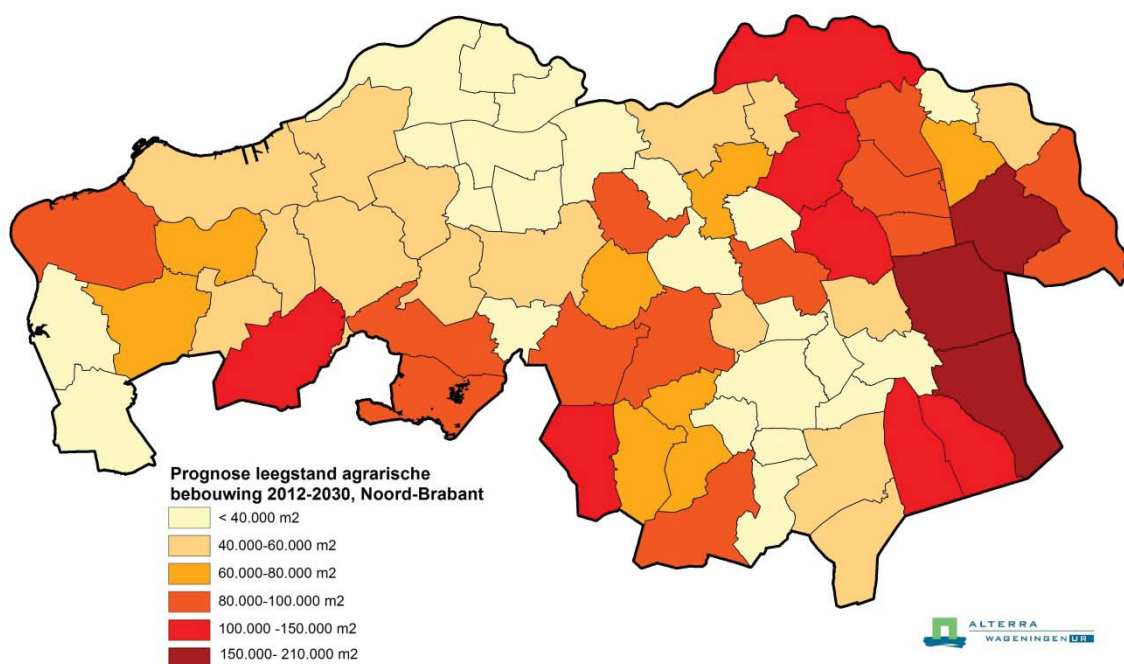 Prognose leegstand agrarische
bebouwing 2012-2030, Noord-Brabant
< 40.000 m2
40.000-60.000 m2
60.000-80.000 m2
80.000-100.000 m2
100.000 -150.000 m2
150.000- 210.000 m2
ALTERRA
WAGENINGEN UR